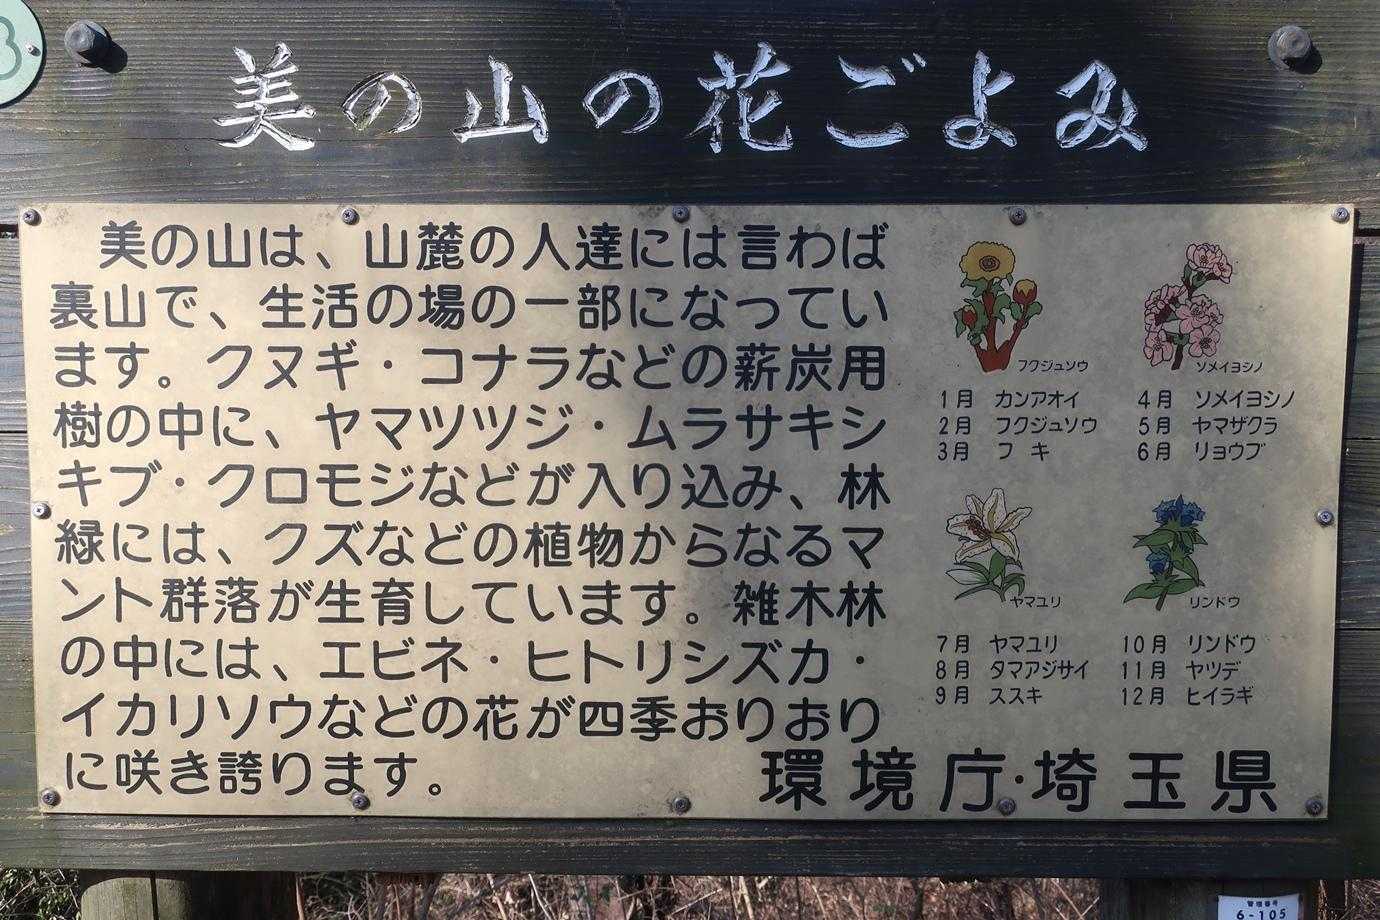 美の山の花ごよみ
美の山は、山麓の人達には言わば
裏山で、生活の場の一部になってい
ます。クヌギ・コナラなどの薪炭用
樹の中に、ヤマツツジ・ムラサキシ
キブ・クロモジなどが入り込み、林
緑には、クズなどの植物からなるマ
ント群落が生育しています。雑木林
の中には、エビネ・ヒトリシズカ・
イカリソウなどの花が四季おりおり
に咲き誇ります。
フクジュソウ
1月 カンアオイ
2月 フクジュソウ
3月 フキ
ソメイヨシノ
4月 ソメイヨシノ
5月 ヤマザクラ
6月 リョウブ
ヤマユリ
7月 ヤマユリ
8月 タマアジサイ
9月 ススキ
リンドウ
10月 リンドウ
11月 ヤツデ
12月 ヒイラギ
環境庁・埼玉県
管理番号
6-105